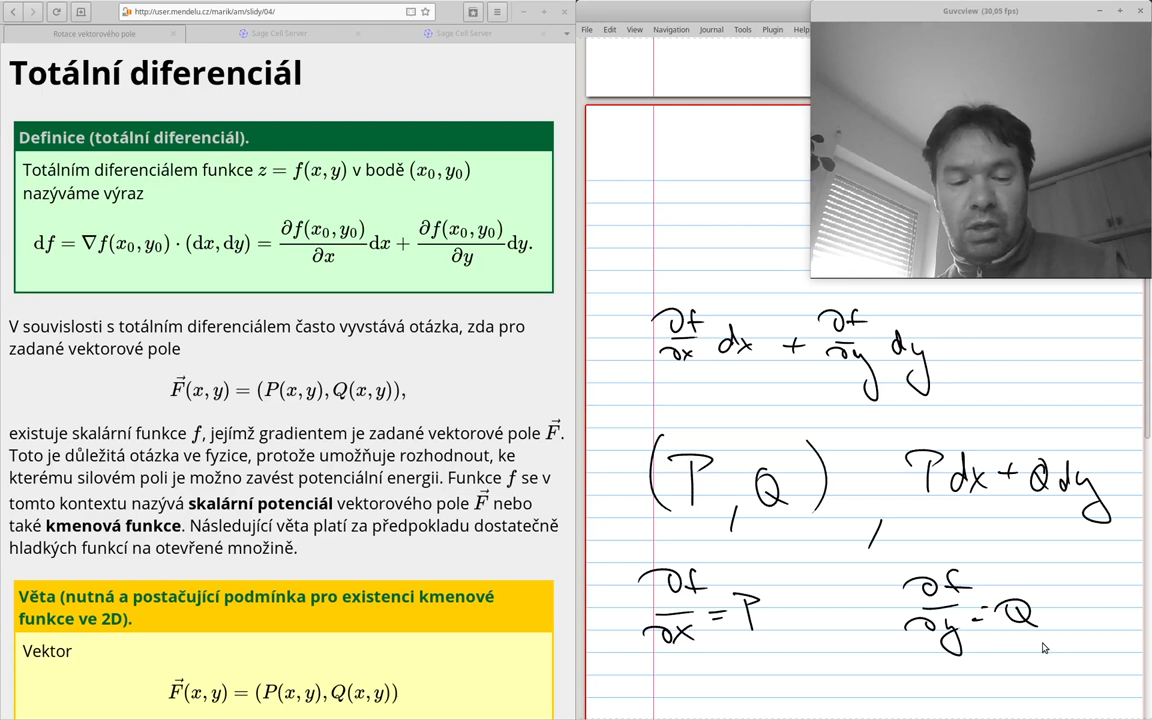 http://user.mendelu.cz/marik/am/slidy/04/
Rotace vektorového pole
Sage Cell Server
Sage Cell Server
Totální diferenciál
Definice (totální diferenciál).
Totálním diferenciálem funkce z = f(x, y) v bodě (x₀, y₀)
nazýváme výraz
df = ∇f(x₀, y₀) · (dx, dy) = ∂f(x₀, y₀)/∂x dx + ∂f(x₀, y₀)/∂y dy.
V souvislosti s totálním diferenciálem často vyvstává otázka, zda pro
zadané vektorové pole
F⃗(x, y) = (P(x, y), Q(x, y)),
existuje skalární funkce f, jejímž gradientem je zadané vektorové pole F⃗.
Toto je důležitá otázka ve fyzice, protože umožňuje rozhodnout, ke
kterému silovém poli je možno zavést potenciální energii. Funkce f se v
tomto kontextu nazývá skalární potenciál vektorového pole F⃗ nebo
také kmenová funkce. Následující věta platí za předpokladu dostatečně
hladkých funkcí na otevřené množině.
Věta (nutná a postačující podmínka pro existenci kmenové
funkce ve 2D).
Vektor
F⃗(x, y) = (P(x, y), Q(x, y))
File Edit View Navigation Journal Tools Plugin Help
Guvcview (30,05 fps)
∂f/∂x dx + ∂f/∂y dy
(P, Q), Pdx + Qdy
∂f/∂x = P ∂f/∂y = Q